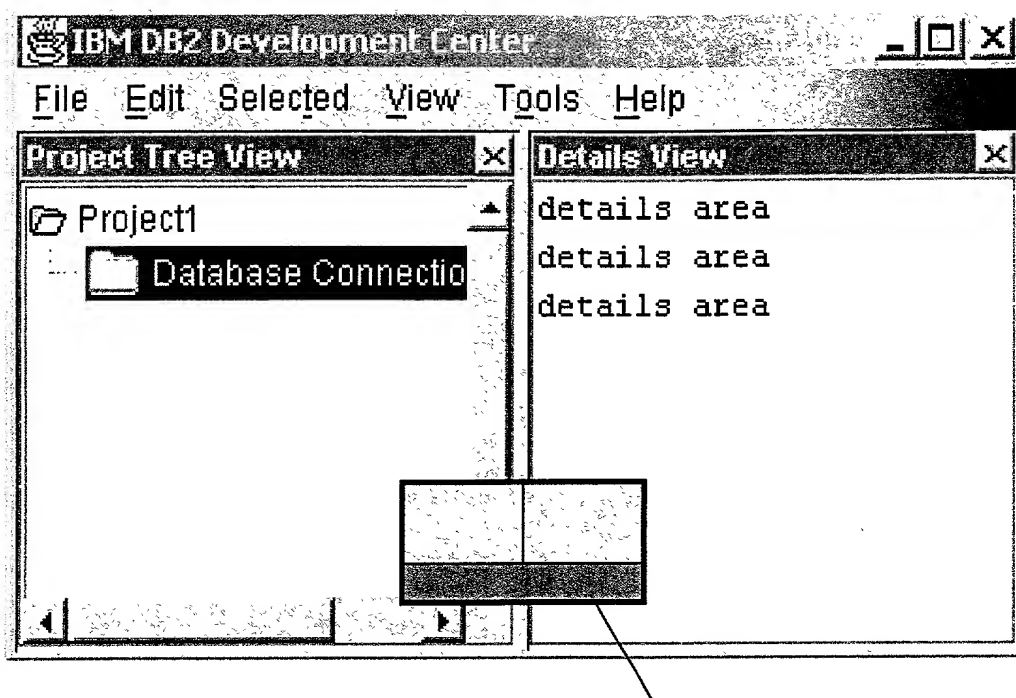 IBM DB2 Development Center
File Edit Selected View Tools Help
Project Tree View
Project1
Database Connectio
Details View
details area
details area
details area